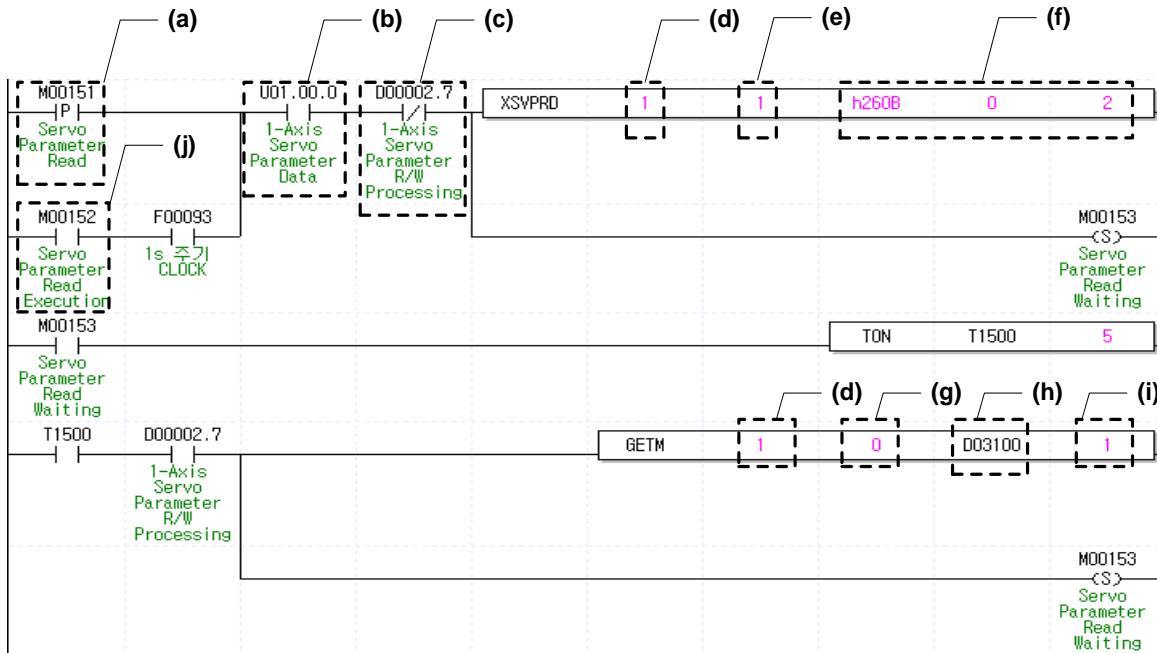 (a) (b) (c) (d) (e) (f)
M00151 U01.00.0 D00002.7
P XSVPRD 1 1 h260B 0 2
Servo 1-Axis 1-Axis
Parameter Servo Servo
Read Parameter Parameter
Data R/W
Processing
(j)
M00152 F00093 M00153
(S)
Servo 1s 주기 Servo
Parameter CLOCK Parameter
Read Read
Execution Waiting
M00153
TON T1500 5
Servo
Parameter
Read
Waiting
(d) (g) (h) (i)
T1500 D00002.7
GETM 1 0 D03100 1
1-Axis
Servo
Parameter
R/W
Processing
M00153
(S)
Servo
Parameter
Read
Waiting